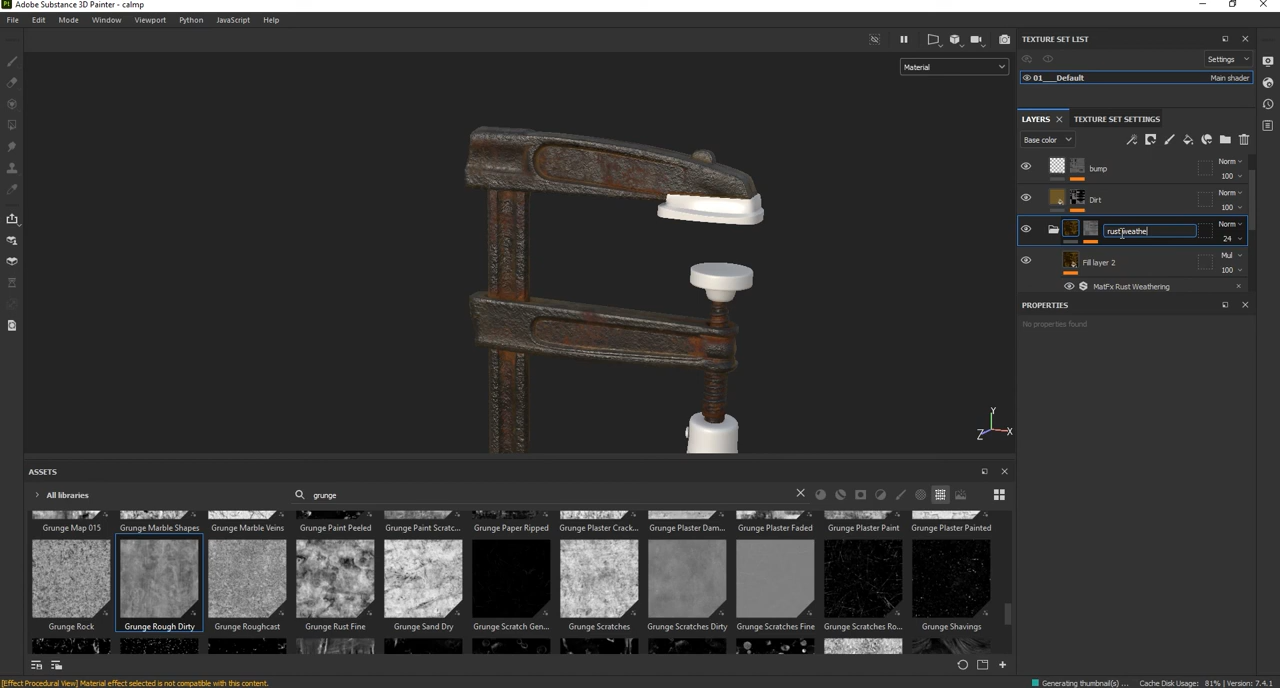 Adobe Substance 3D Painter - calmp
File Edit Mode Window Viewport Python JavaScript Help
TEXTURE SET LIST
Material
Settings
01___Default Main shader
LAYERS TEXTURE SET SETTINGS
Base color
bump Norm 100
Dirt Norm 100
rust weathe Norm 24
Fill layer 2 Mul 100
MatFx Rust Weathering
PROPERTIES
No properties found
Y
Z X
ASSETS
All libraries grunge
Grunge Map 015 Grunge Marble Shapes Grunge Marble Veins Grunge Paint Peeled Grunge Paint Scratc... Grunge Paper Ripped Grunge Plaster Crack... Grunge Plaster Dam... Grunge Plaster Faded Grunge Plaster Paint Grunge Plaster Painted
Grunge Rock Grunge Rough Dirty Grunge Roughcast Grunge Rust Fine Grunge Sand Dry Grunge Scratch Gen... Grunge Scratches Grunge Scratches Dirty Grunge Scratches Fine Grunge Scratches Ro... Grunge Shavings
[Effect Procedural View] Material effect selected is not compatible with this content. Generating thumbnail(s) ... Cache Disk Usage: 81% | Version: 7.4.1